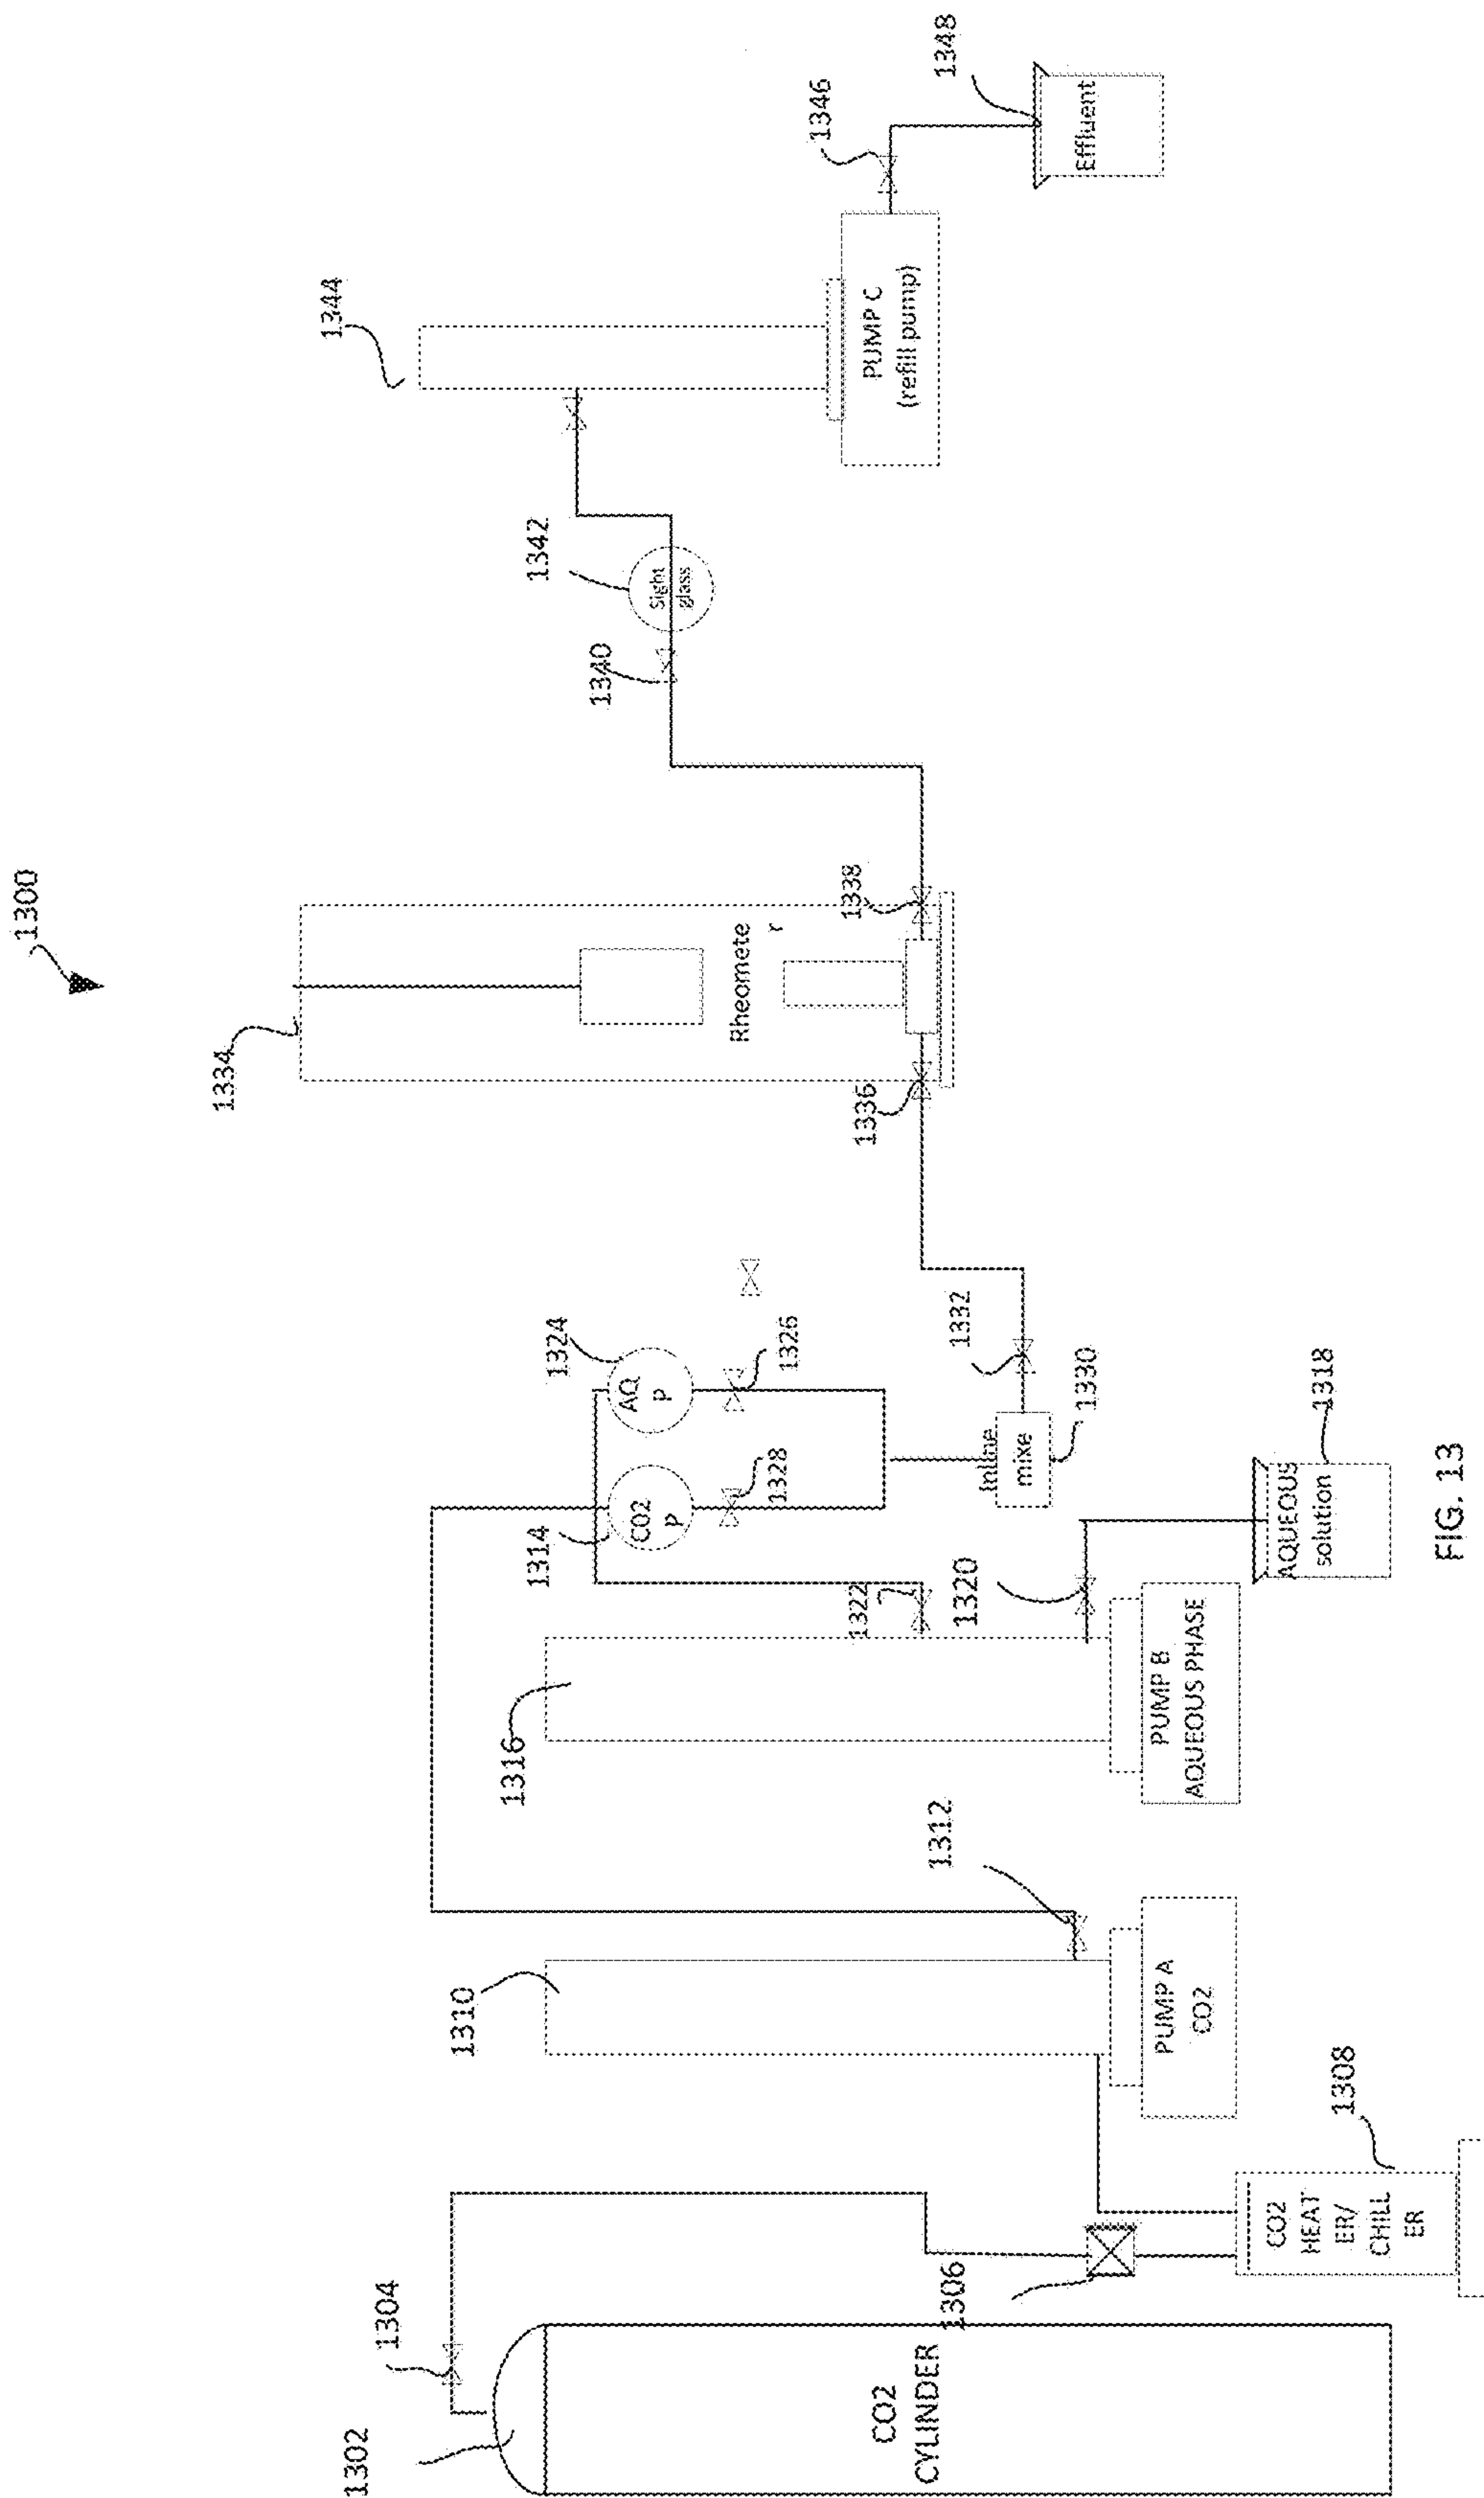 1300
1302
CO2
CYLINDER
1304
1306
1308
CO2
HEAT
ER/
CHILL
ER
1310
PUMP A
CO2
1312
1316
PUMP B
AQUEOUS PHASE
1322
1320
1318
AQUEOUS
solution
1314
CO2
P
1324
AQ
P
1328
1326
Inline
mixe
1330
1332
1334
Rheomete
r
1336
1338
1340
1342
Sight
glass
1344
PUMP C
(refill pump)
1346
1348
Effluent
FIG. 13